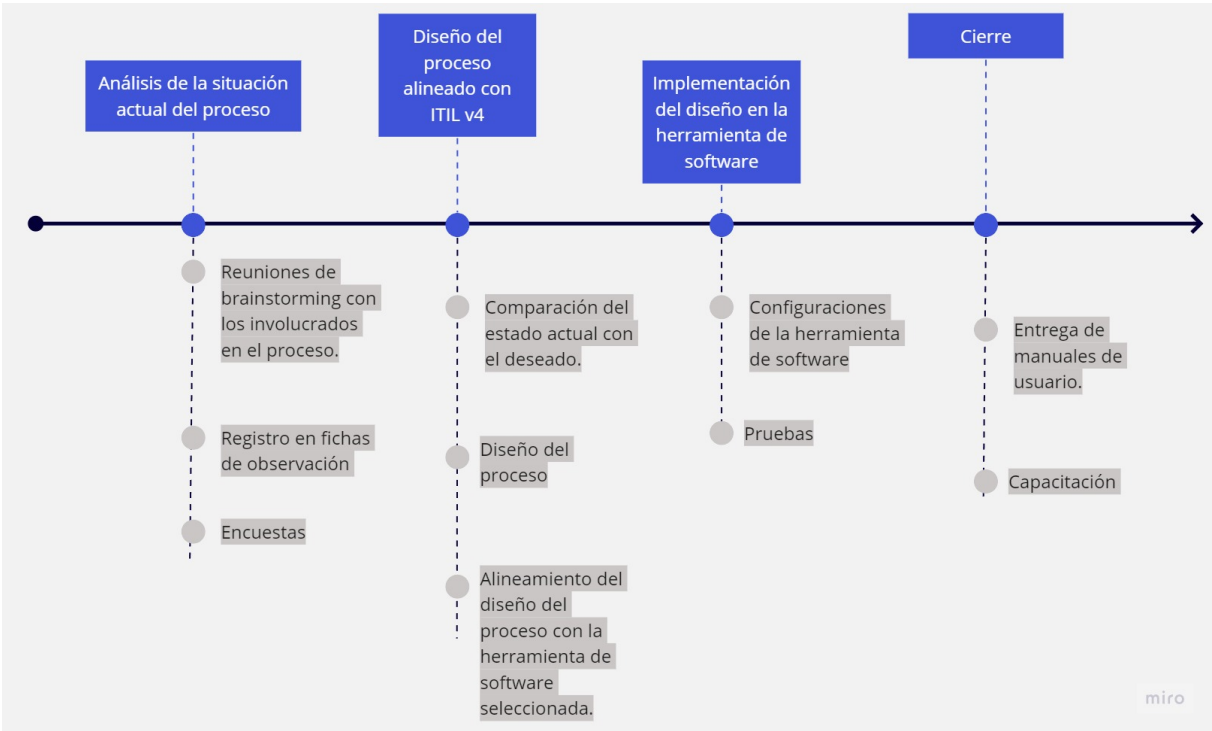 Análisis de la situación
actual del proceso
Reuniones de
brainstorming con
los involucrados
en el proceso.
Registro en fichas
de observación
Encuestas
Diseño del
proceso
alineado con
ITIL v4
Comparación del
estado actual con
el deseado.
Diseño del
proceso
Alineamiento del
diseño del
proceso con la
herramienta de
software
seleccionada.
Implementación
del diseño en la
herramienta de
software
Configuraciones
de la herramienta
de software
Pruebas
Cierre
Entrega de
manuales de
usuario.
Capacitación
miro